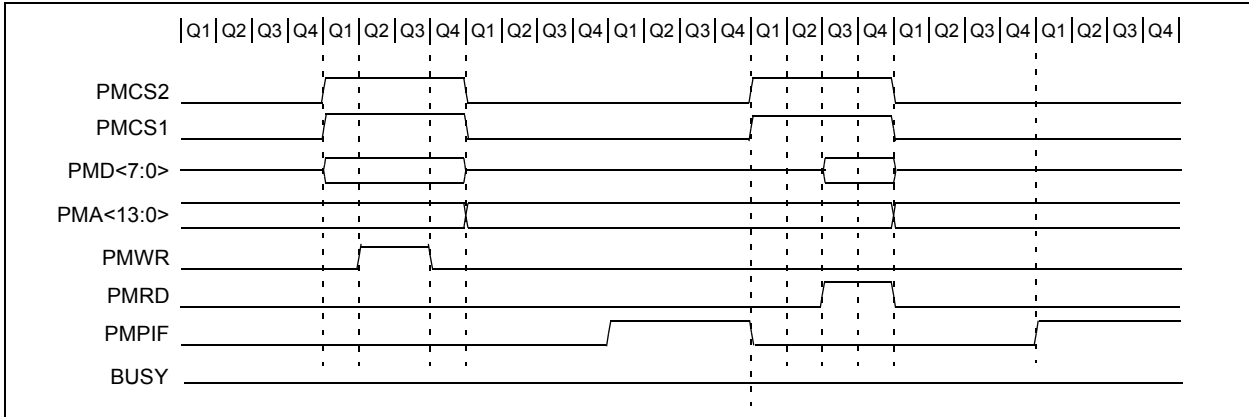 Q1 Q2 Q3 Q4 Q1 Q2 Q3 Q4 Q1 Q2 Q3 Q4 Q1 Q2 Q3 Q4 Q1 Q2 Q3 Q4 Q1 Q2 Q3 Q4 Q1 Q2 Q3 Q4
PMCS2
PMCS1
PMD<7:0>
PMA<13:0>
PMWR
PMRD
PMPIF
BUSY